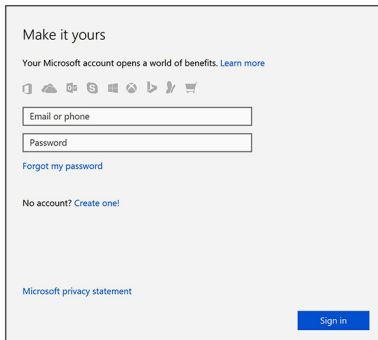 Make it yours
Your Microsoft account opens a world of benefits. Learn more
Email or phone
Password
Forgot my password
No account? Create one!
Microsoft privacy statement
Sign in